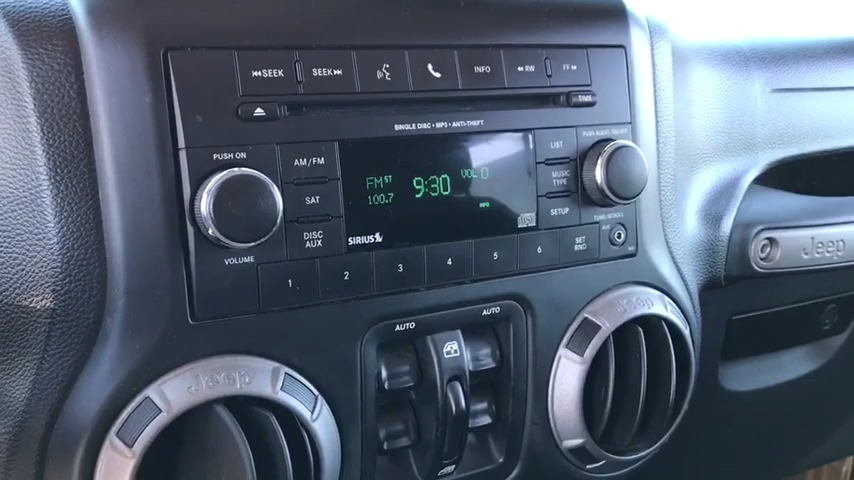 ⏮SEEK SEEK⏭ INFO ◀◀ RW FF ▶▶
TIME
SINGLE DISC • MP3 • ANTI-THEFT
PUSH ON
AM/FM
SAT
DISC
AUX
VOLUME
FM ST
100.7
9:30
VOL 0
INFO
SIRIUS
LIST
MUSIC
TYPE
SETUP
PUSH AUDIO/SELECT
TUNE/SCROLL
1 2 3 4 5 6 SET
RND
AUTO AUTO
Jeep
Jeep
Jeep